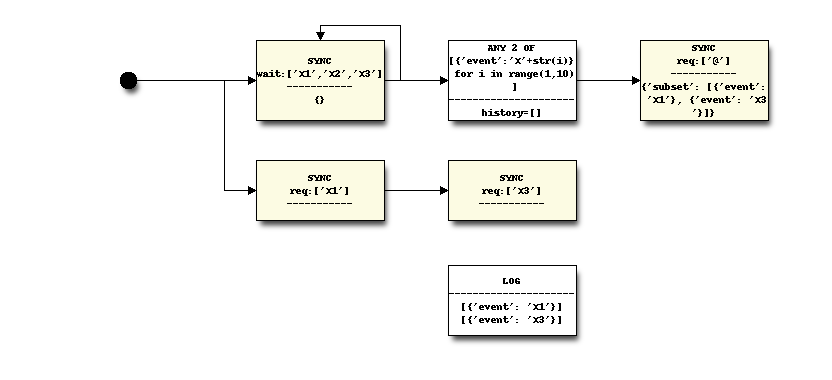 SYNC
wait:['X1','X2','X3']
-----------
{}
ANY 2 OF
[{'event':'X'+str(i)}
for i in range(1,10)
]
---------------------
history=[]
SYNC
req:['@']
-----------
{'subset': [{'event':
'X1'}, {'event': 'X3
'}]}
SYNC
req:['X1']
-----------
SYNC
req:['X3']
-----------
LOG
---------------------
[{'event': 'X1'}]
[{'event': 'X3'}]